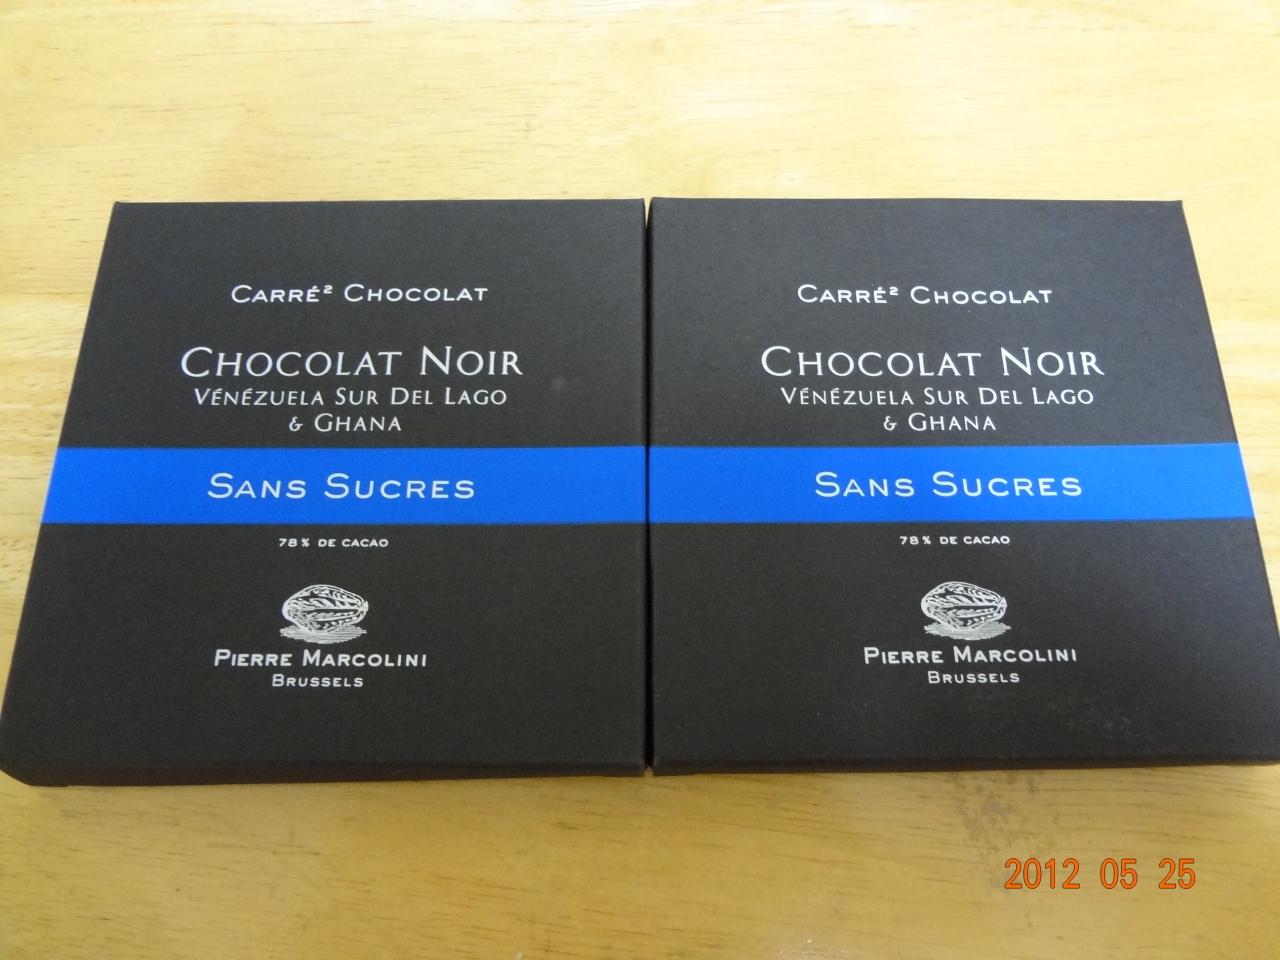 Carré² Chocolat
Chocolat Noir
Vénézuela Sur Del Lago
& Ghana
Sans Sucres
78% de cacao
Pierre Marcolini
Brussels
Carré² Chocolat
Chocolat Noir
Vénézuela Sur Del Lago
& Ghana
Sans Sucres
78% de cacao
Pierre Marcolini
Brussels
2012 05 25